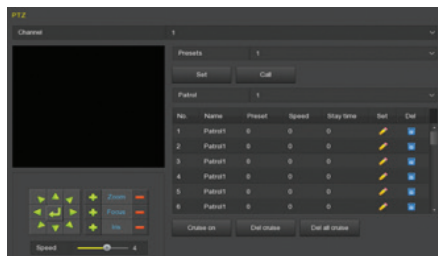 PTZ
Channel 1
Presets 1
Set Call
Patrol 1
No. Name Preset Speed Stay time Set Del
1 Patrol1 0 0 0
2 Patrol1 0 0 0
3 Patrol1 0 0 0
4 Patrol1 0 0 0
5 Patrol1 0 0 0
6 Patrol1 0 0 0
Zoom
Focus
Iris
Speed 4
Cruise on Del cruise Del all cruise